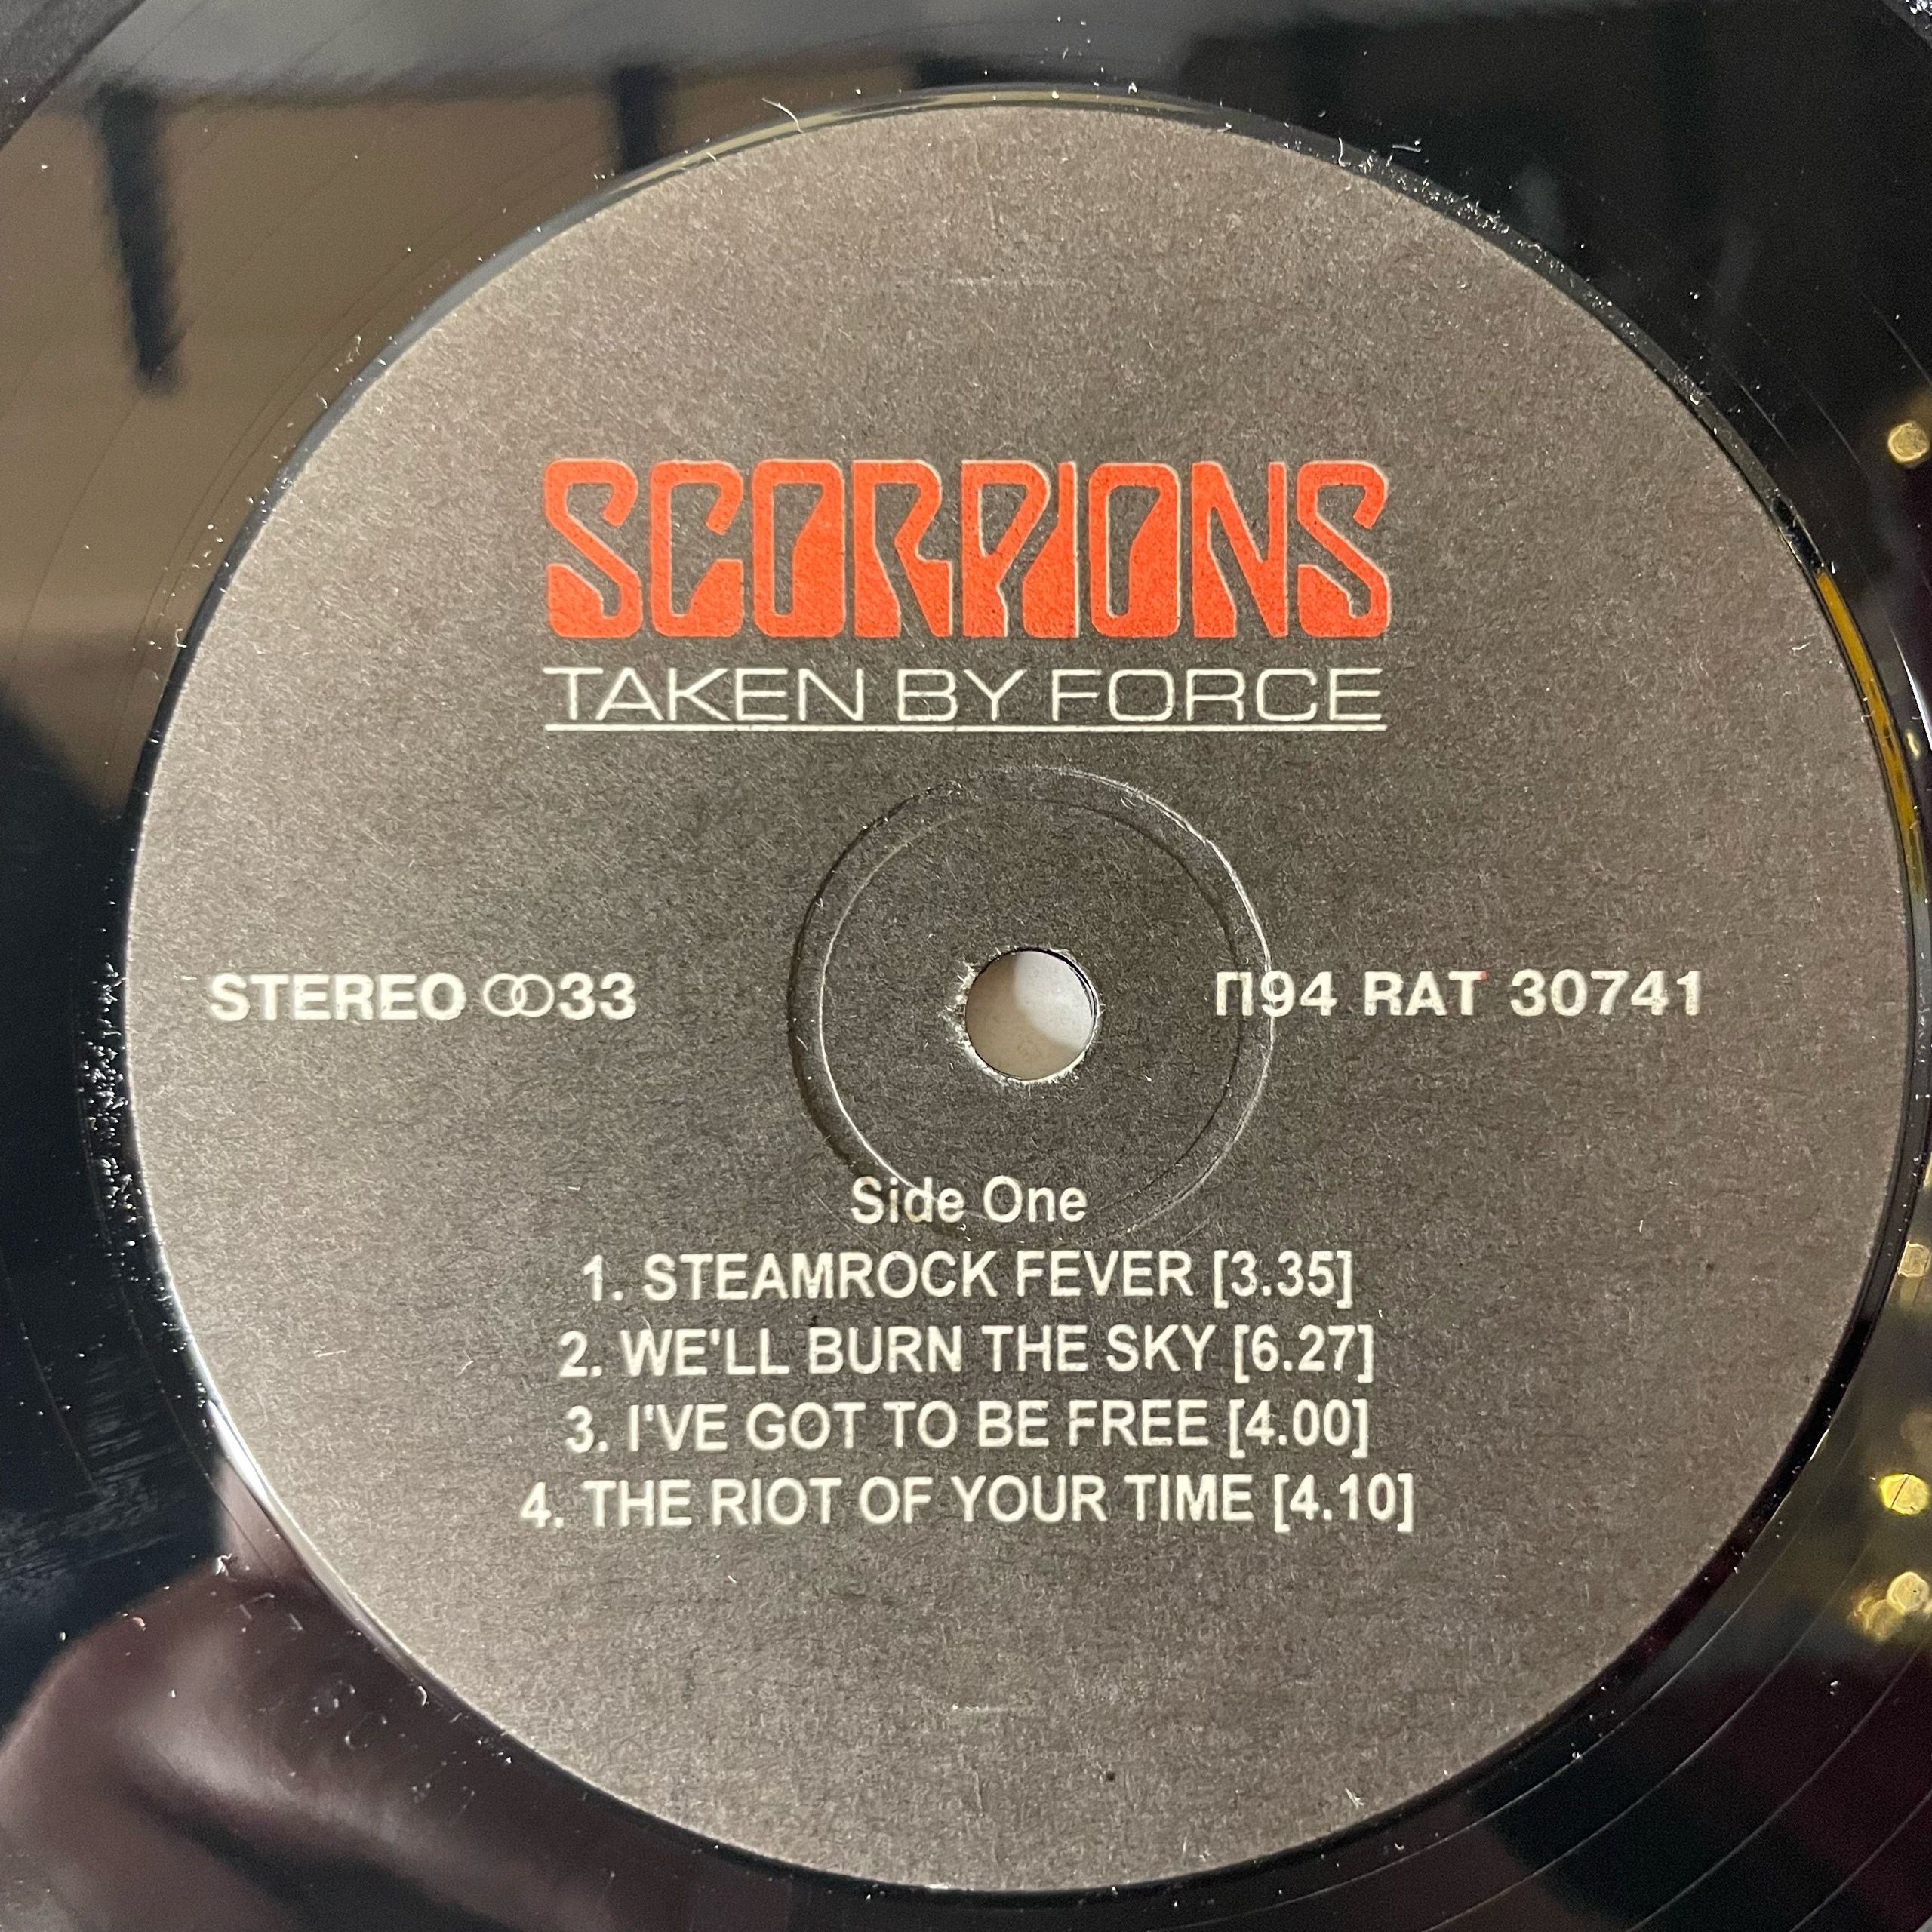 SCORPIONS
TAKEN BY FORCE
STEREO 33
П94 RAT 30741
Side One
1. STEAMROCK FEVER [3.35]
2. WE'LL BURN THE SKY [6.27]
3. I'VE GOT TO BE FREE [4.00]
4. THE RIOT OF YOUR TIME [4.10]